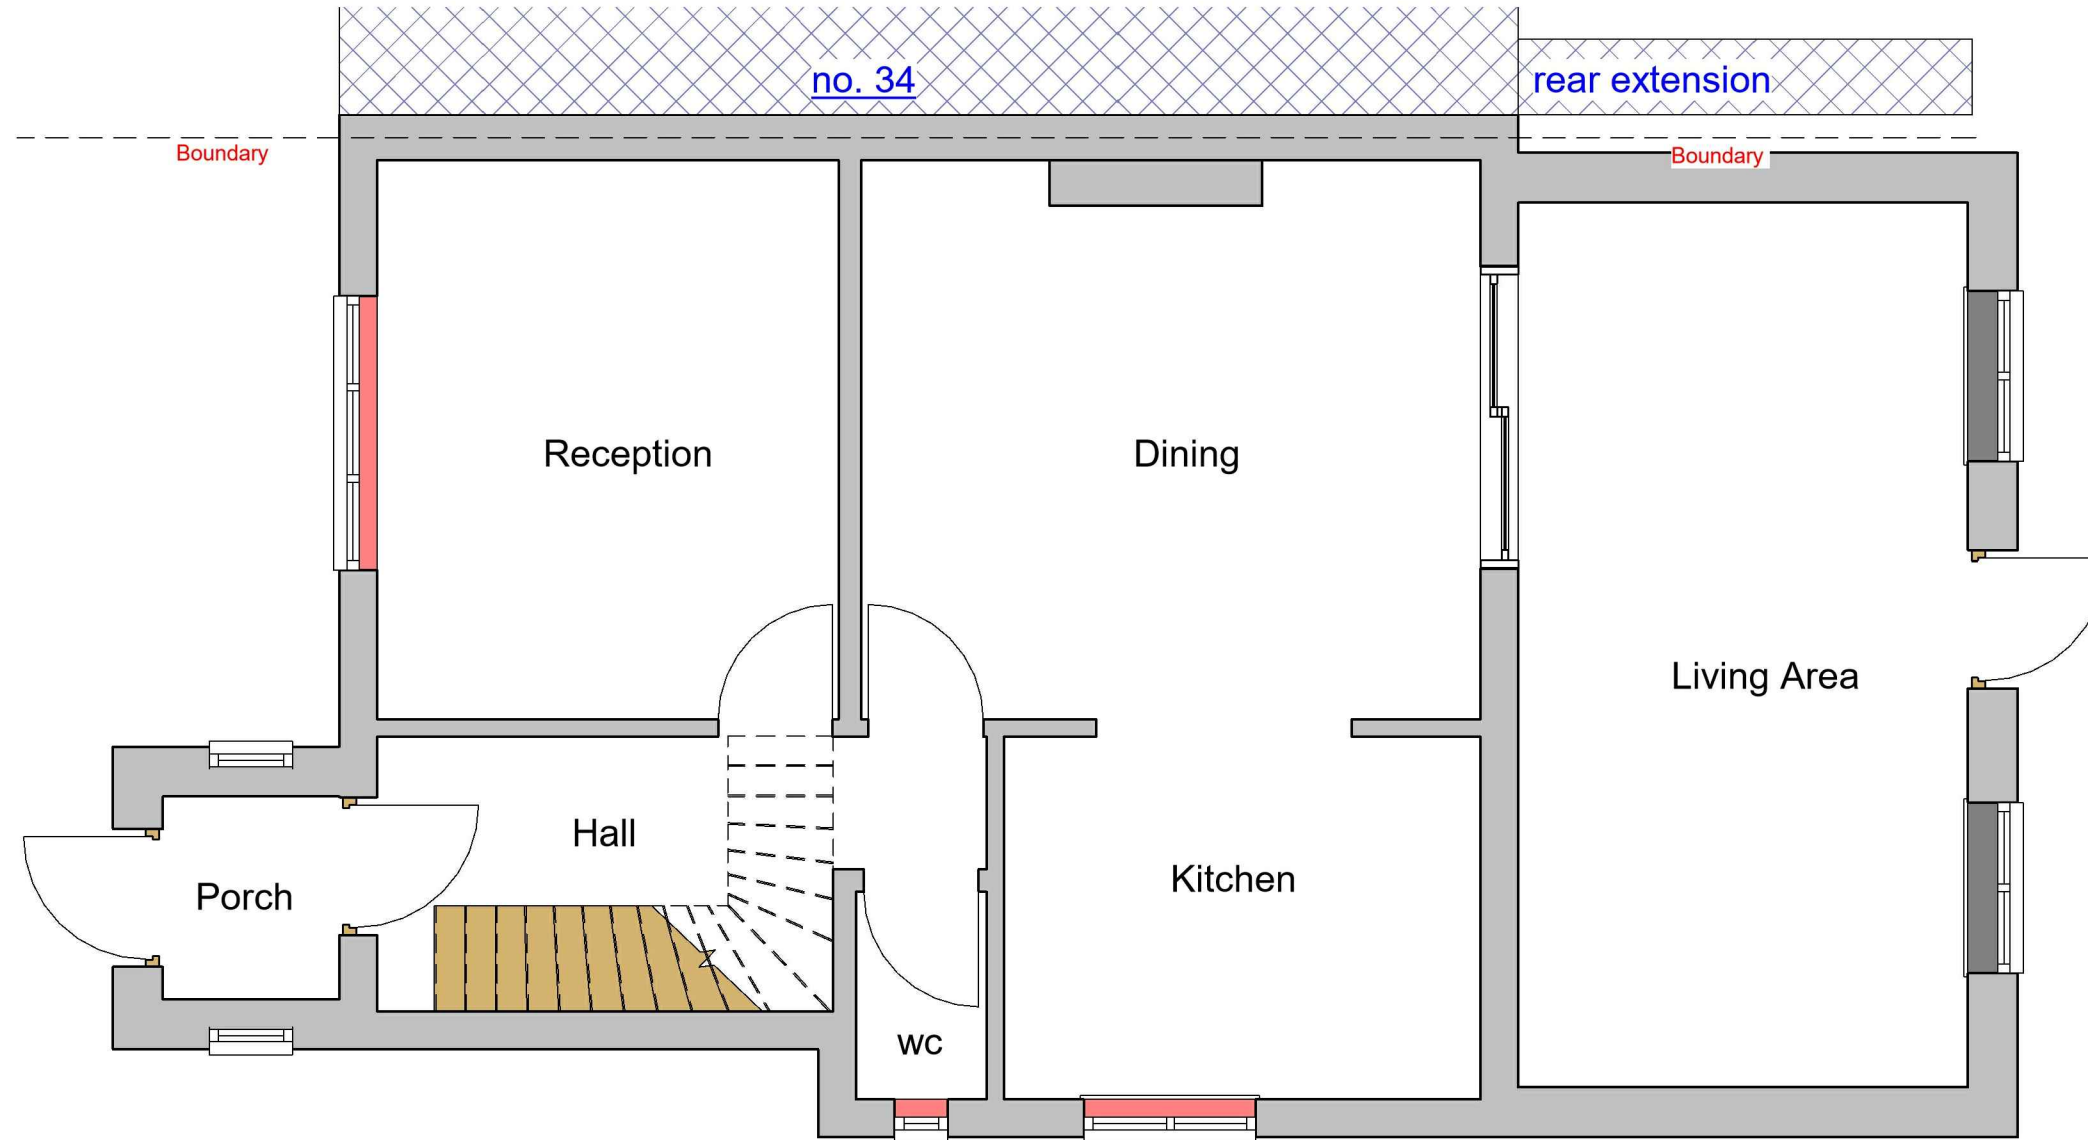 no. 34
rear extension
Boundary
Boundary
Reception
Dining
Living Area
Hall
Kitchen
Porch
wc